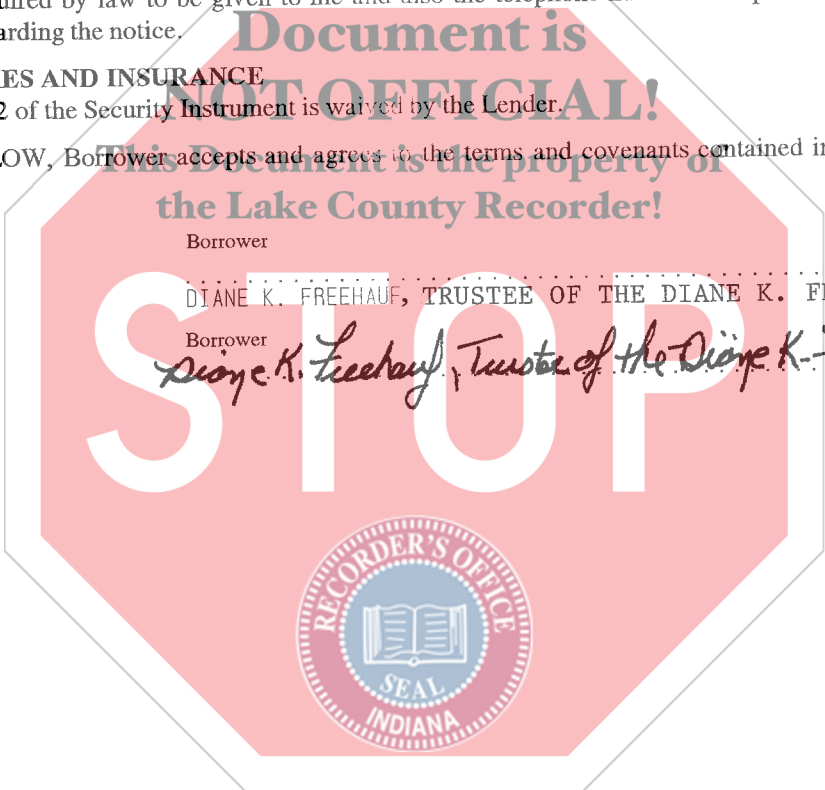 arding the notice.
Document is
ES AND INSURANCE
NOT OFFICIAL!
2 of the Security Instrument is waived by the Lender.
OW, Borrower accepts and agrees to the terms and covenants contained in
This Document is the property of
the Lake County Recorder!
Borrower
DIANE K. FREEHAUF, TRUSTEE OF THE DIANE K.
Borrower
Diane K. Freehauf, Trustee of the Diane K.
STOP
RECORDER'S OFFICE
SEAL
INDIANA